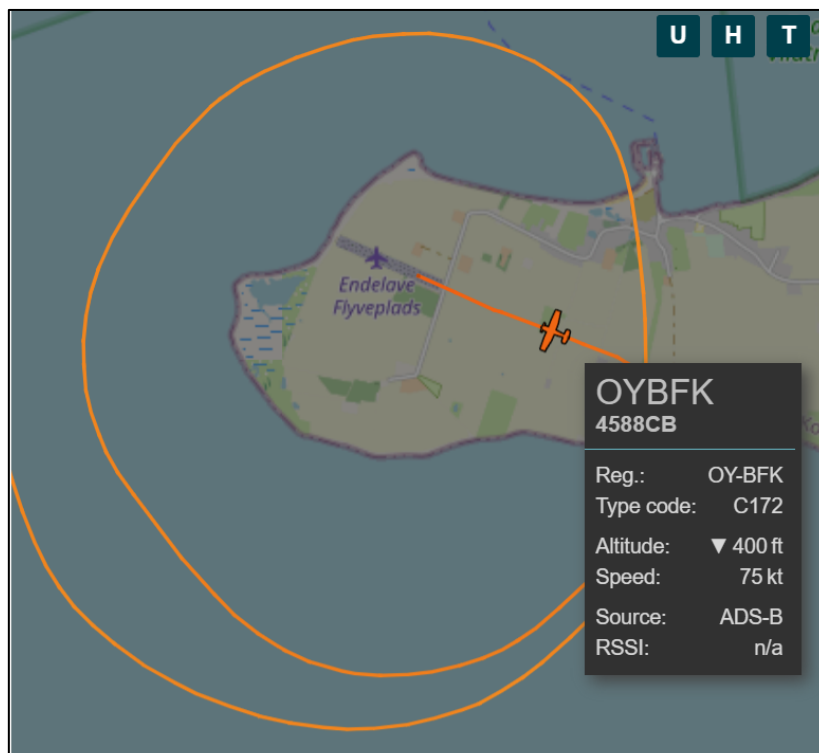 U H T
Endelave
Flyveplads
OYBFK
4588CB
Reg.: OY-BFK
Type code: C172
Altitude: ▼ 400 ft
Speed: 75 kt
Source: ADS-B
RSSI: n/a